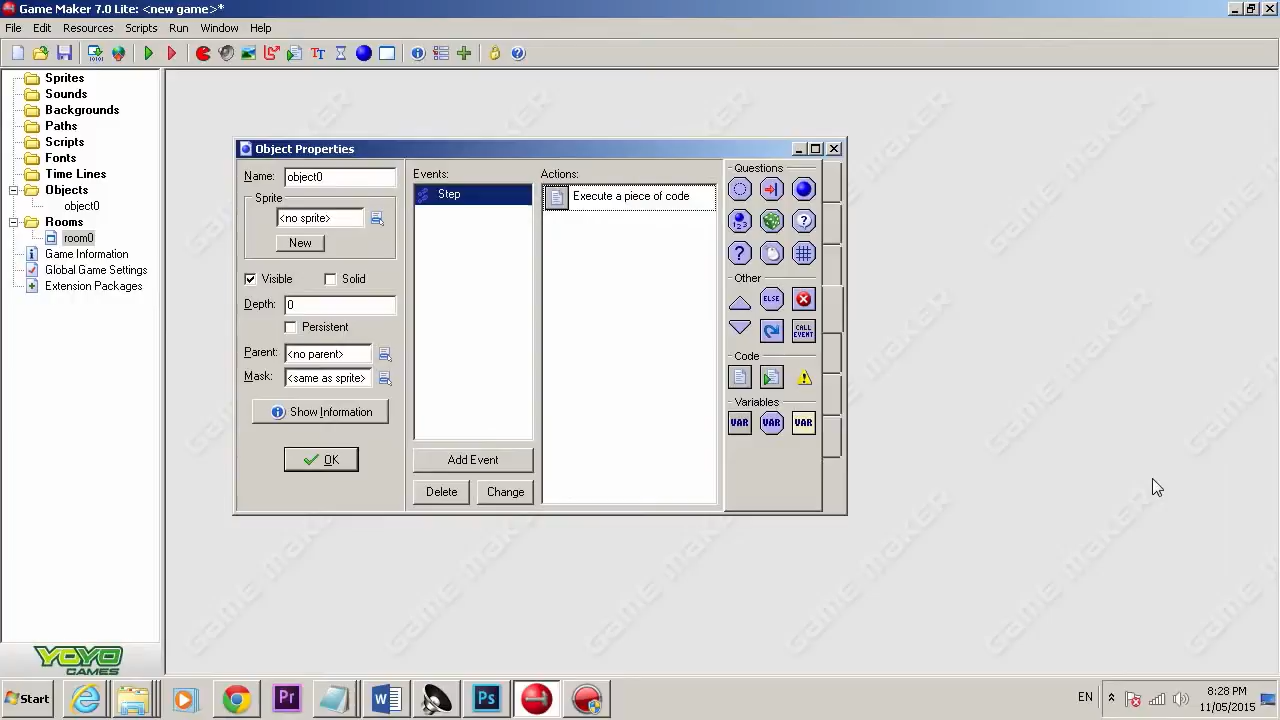 Game Maker 7.0 Lite: <new game>*
File Edit Resources Scripts Run Window Help
Sprites
Sounds
Backgrounds
Paths
Scripts
Fonts
Time Lines
Objects
object0
Rooms
room0
Game Information
Global Game Settings
Extension Packages
YOYO
GAMES
Object Properties
Name: object0
Sprite
<no sprite>
New
Visible Solid
Depth: 0
Persistent
Parent: <no parent>
Mask: <same as sprite>
Show Information
OK
Events:
Step
Add Event
Delete Change
Actions:
Execute a piece of code
Questions
Other
ELSE
CALL
EVENT
Code
Variables
VAR VAR VAR
GAME MAKER
Start
Pr
W
Ps
EN
8:28 PM
11/05/2015